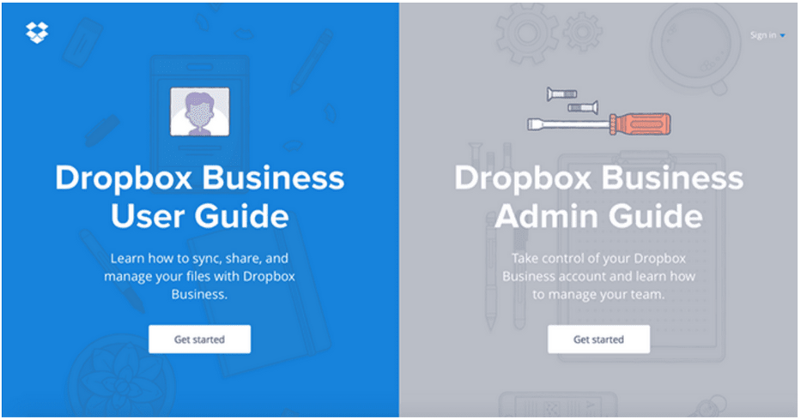 Sign in
Dropbox Business
User Guide
Learn how to sync, share, and
manage your files with Dropbox
Business.
Get started
Dropbox Business
Admin Guide
Take control of your Dropbox
Business account and learn how
to manage your team.
Get started